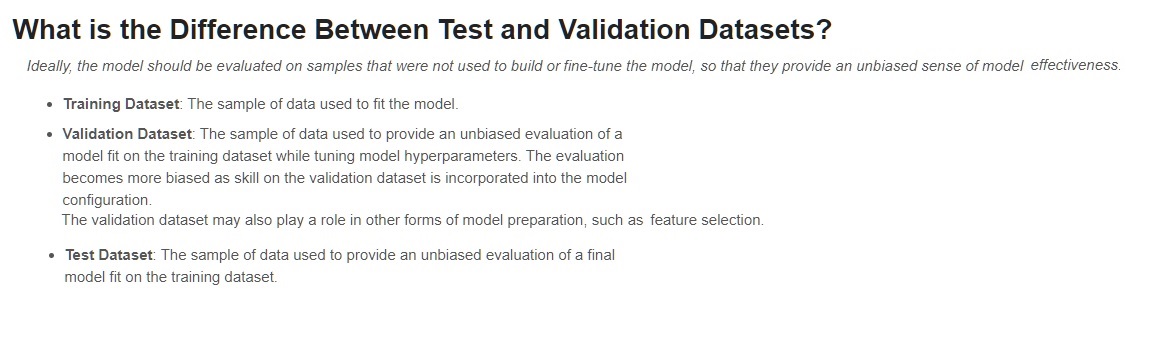 What is the Difference Between Test and Validation Datasets?
Ideally, the model should be evaluated on samples that were not used to build or fine-tune the model, so that they provide an unbiased sense of model effectiveness.
• Training Dataset: The sample of data used to fit the model.
• Validation Dataset: The sample of data used to provide an unbiased evaluation of a
model fit on the training dataset while tuning model hyperparameters. The evaluation
becomes more biased as skill on the validation dataset is incorporated into the model
configuration.
The validation dataset may also play a role in other forms of model preparation, such as feature selection.
• Test Dataset: The sample of data used to provide an unbiased evaluation of a final
model fit on the training dataset.